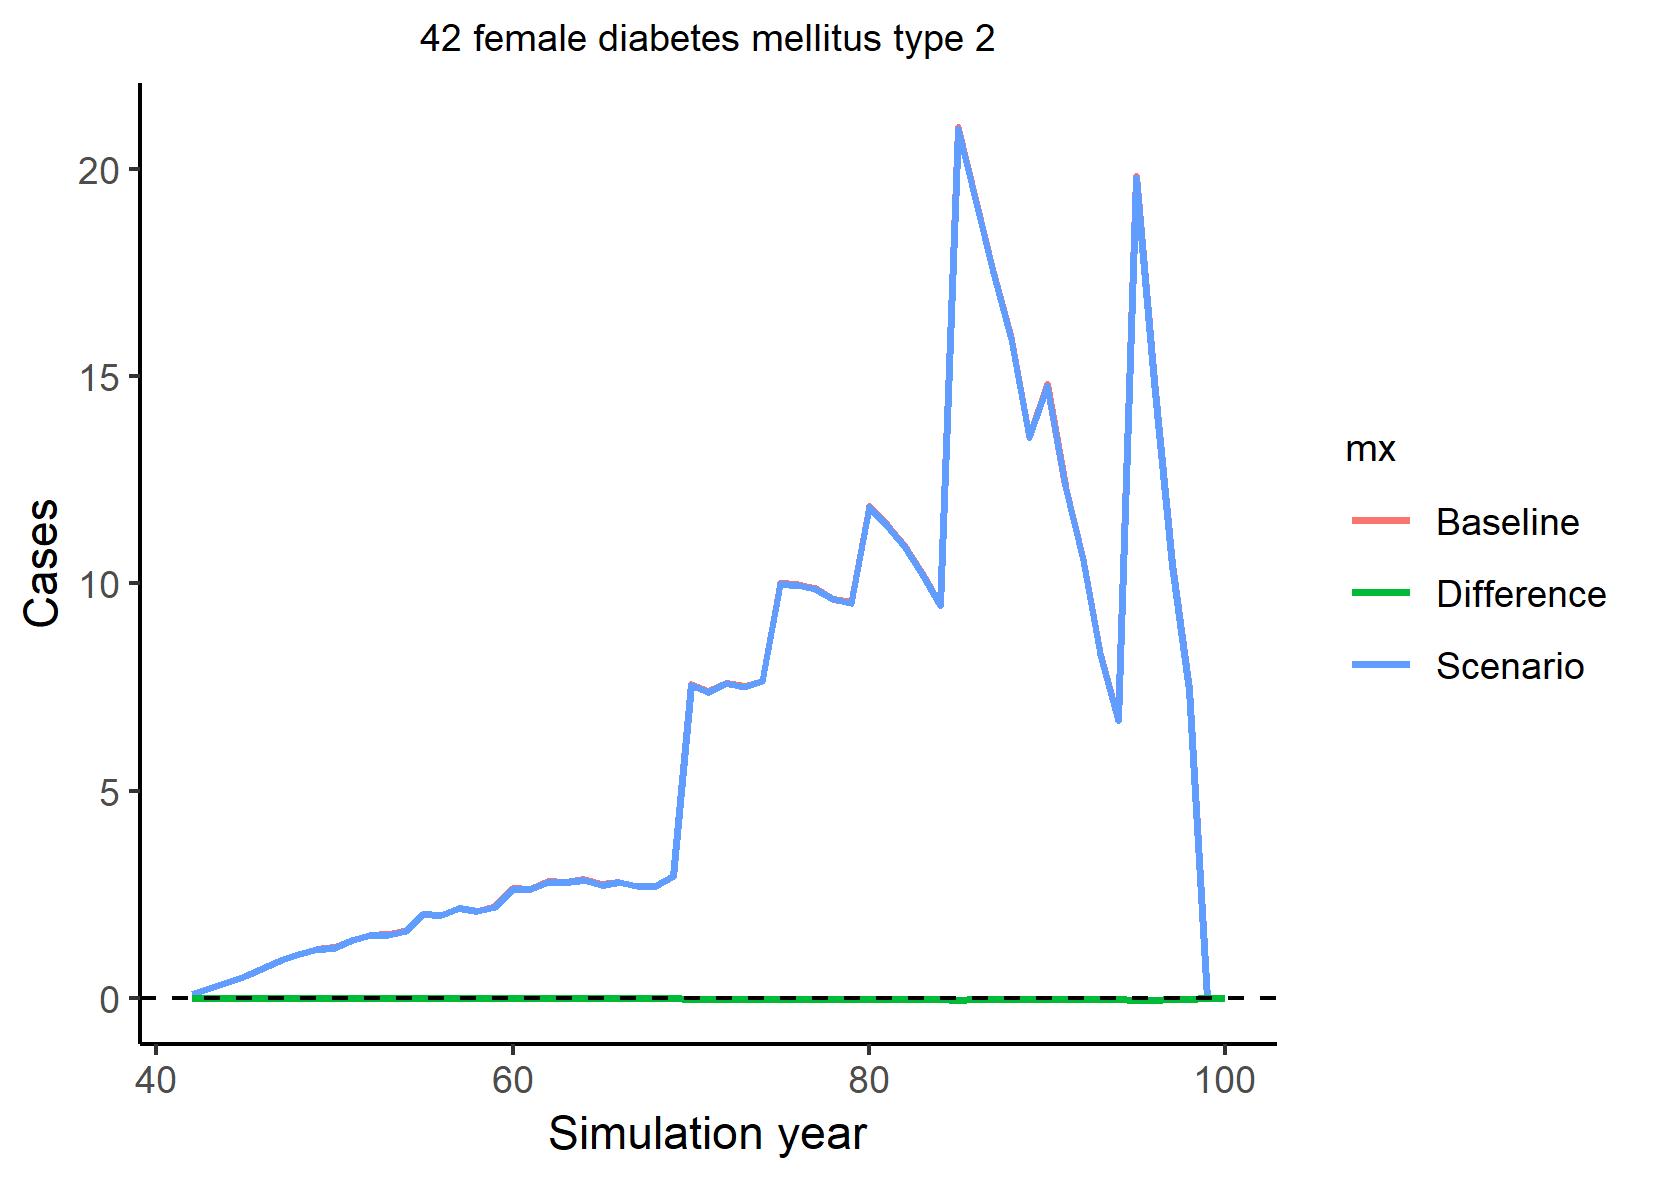 42 female diabetes mellitus type 2
Cases
20
15
10
5
0
40
60
80
100
Simulation year
mx
Baseline
Difference
Scenario